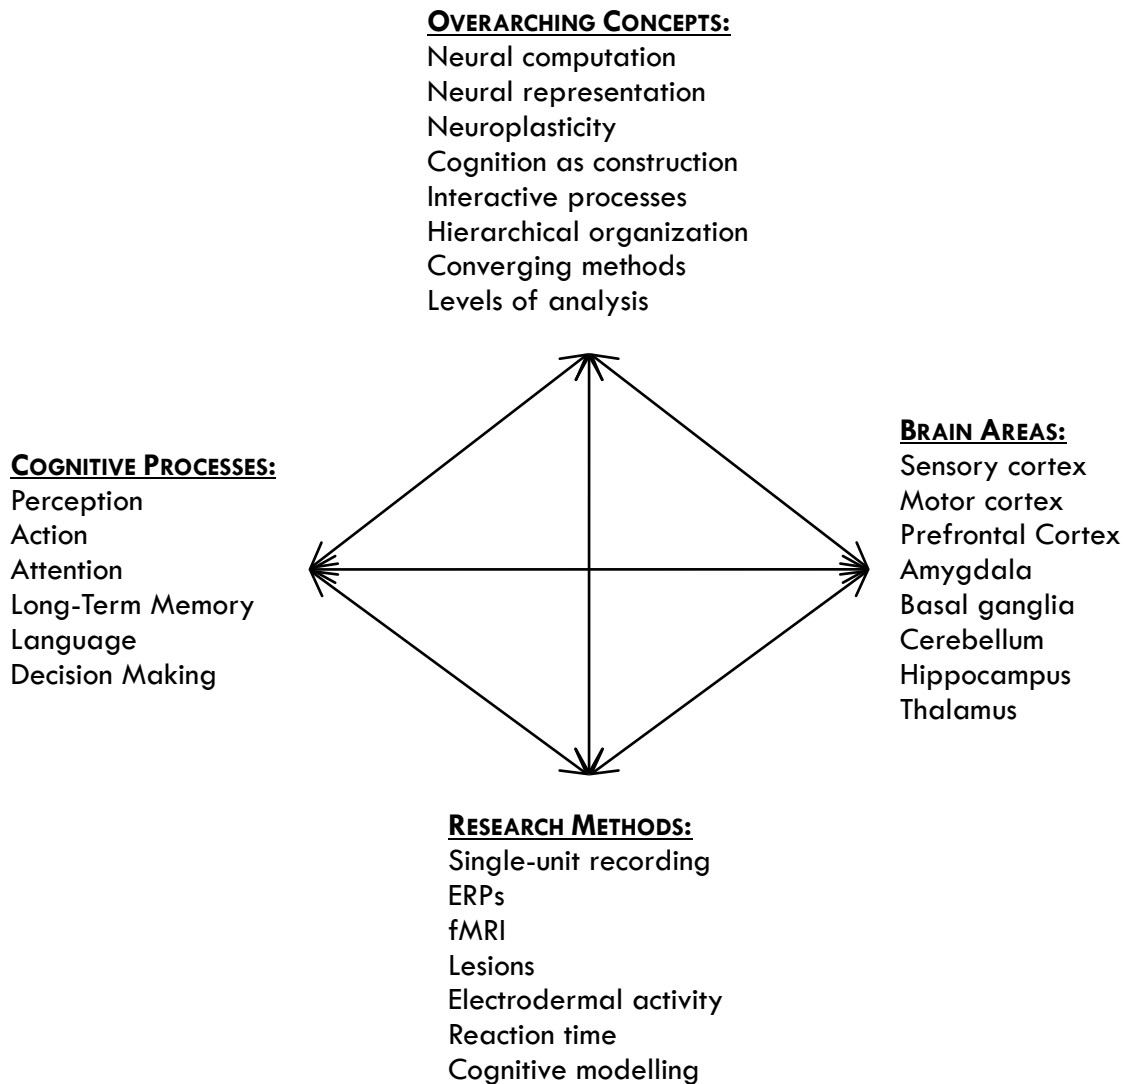 OVERARCHING CONCEPTS:
Neural computation
Neural representation
Neuroplasticity
Cognition as construction
Interactive processes
Hierarchical organization
Converging methods
Levels of analysis
COGNITIVE PROCESSES:
Perception
Action
Attention
Long-Term Memory
Language
Decision Making
BRAIN AREAS:
Sensory cortex
Motor cortex
Prefrontal Cortex
Amygdala
Basal ganglia
Cerebellum
Hippocampus
Thalamus
RESEARCH METHODS:
Single-unit recording
ERPs
fMRI
Lesions
Electrodermal activity
Reaction time
Cognitive modelling